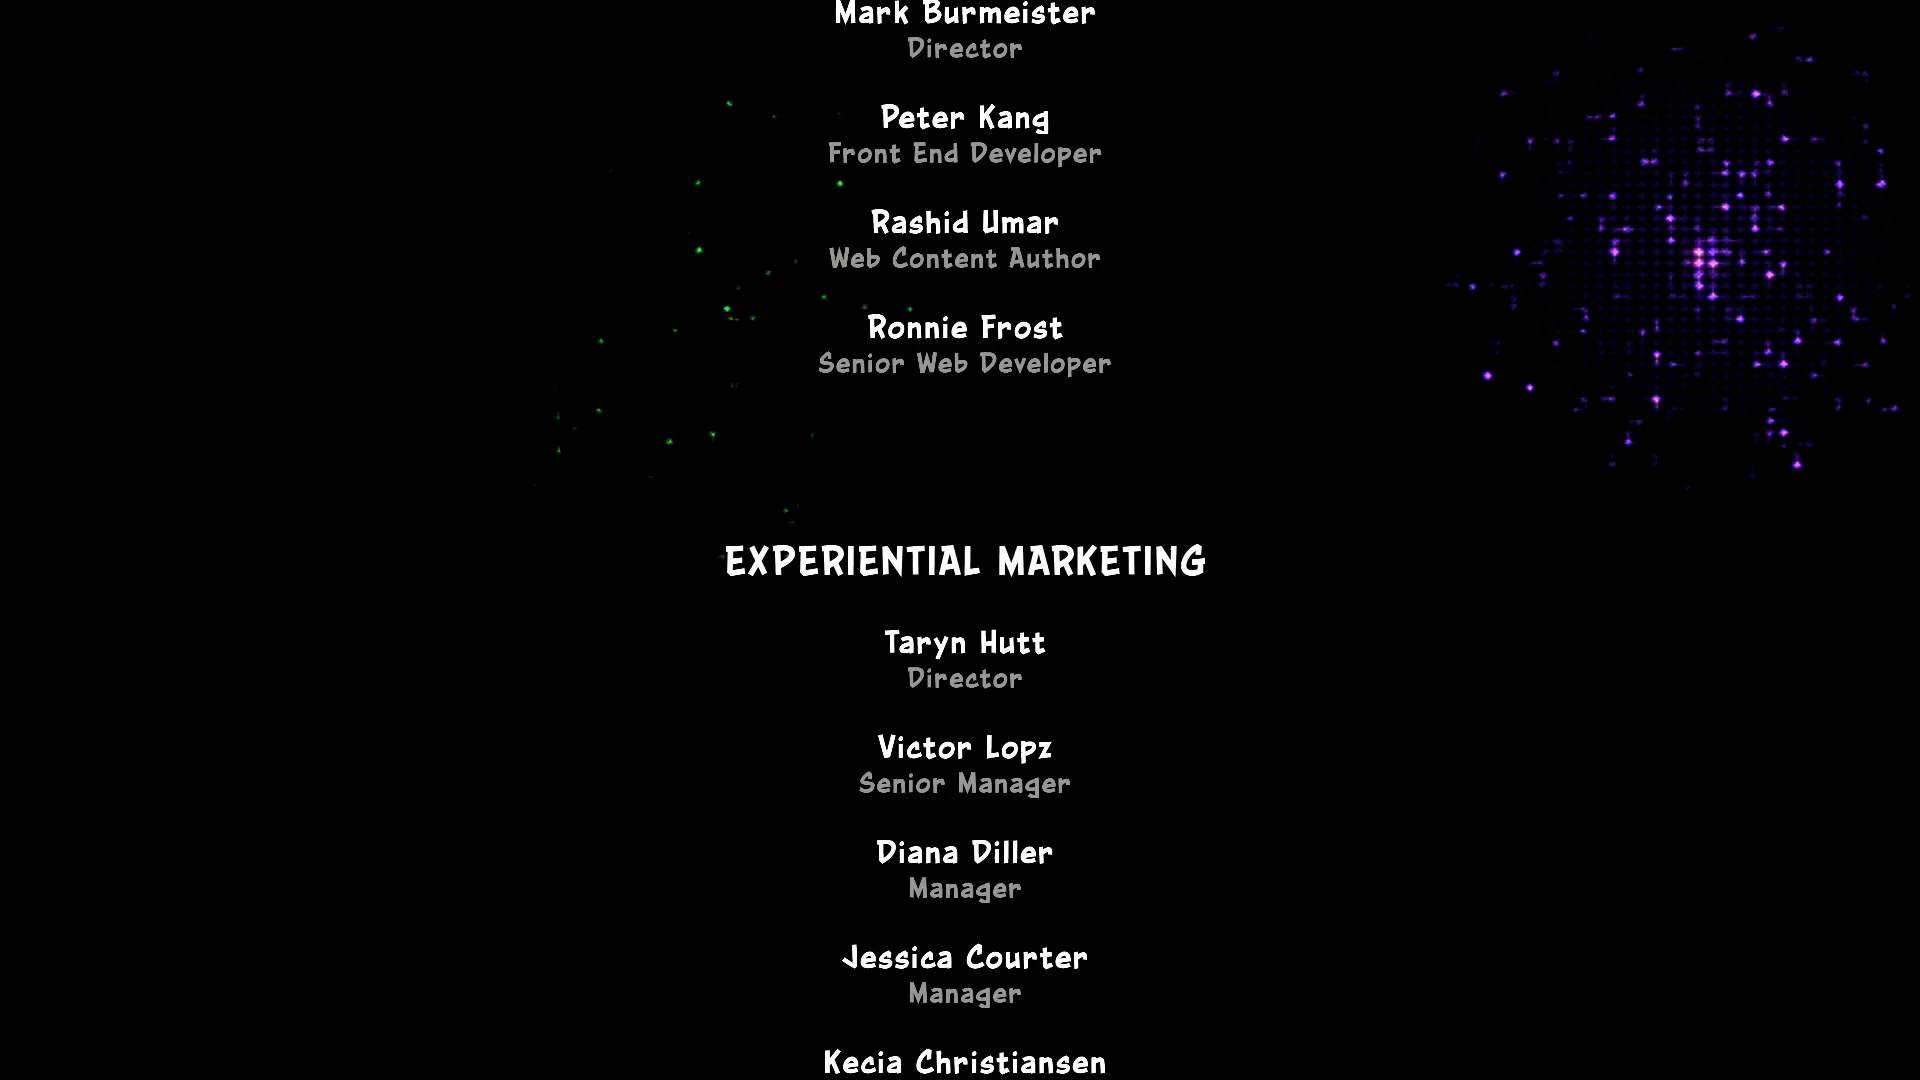 Mark Burmeister
Director
Peter Kang
Front End Developer
Rashid Umar
Web Content Author
Ronnie Frost
Senior Web Developer
EXPERIENTIAL MARKETING
Taryn Hutt
Director
Victor Lopz
Senior Manager
Diana Diller
Manager
Jessica Courter
Manager
Kecia Christiansen